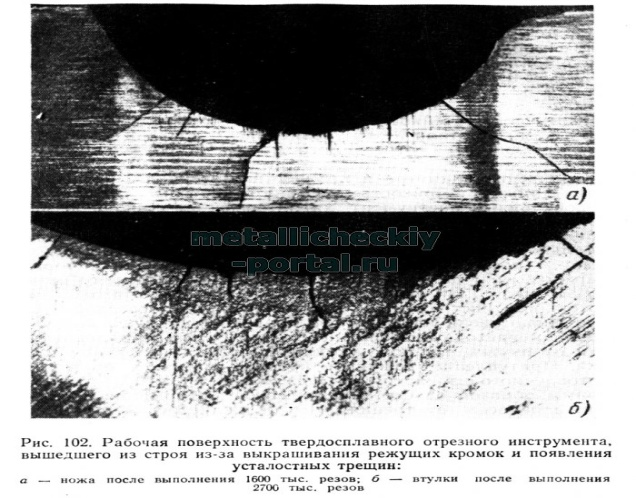 а)
metallicheckiy
-portal.ru
б)
Рис. 102. Рабочая поверхность твердосплавного отрезного инструмента,
вышедшего из строя из-за выкрашивания режущих кромок и появления
усталостных трещин:
а — ножа после выполнения 1600 тыс. резов; б — втулки после выполнения
2700 тыс. резов